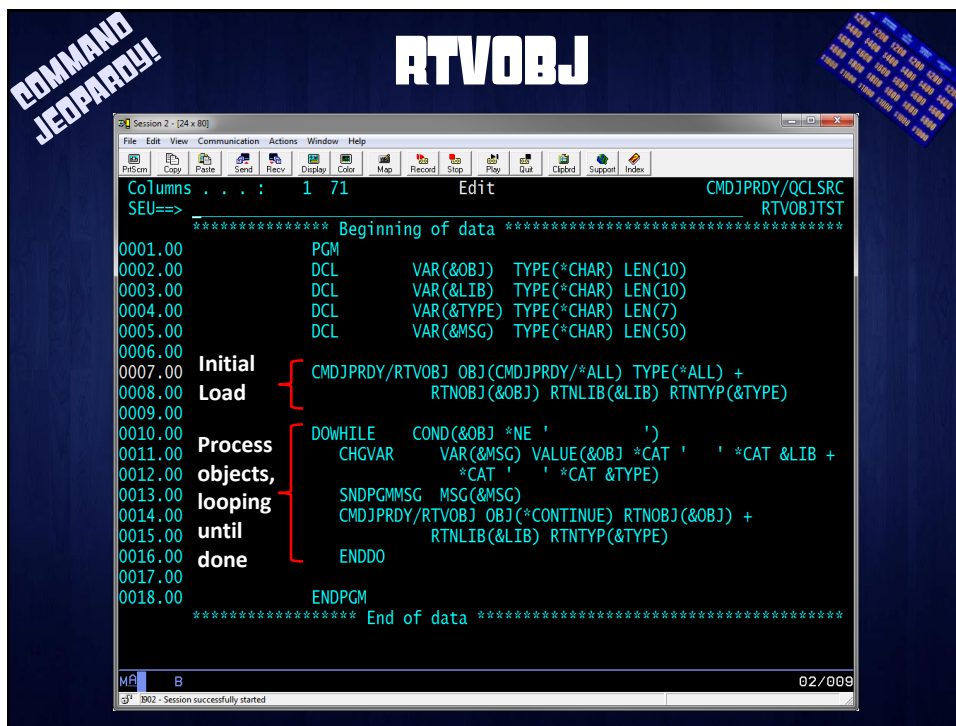 COMMAND
JEOPARDY!
RTVOBJ
Session 2 - [24 x 80]
File Edit View Communication Actions Window Help
PrtScrn Copy Paste Send Recv Display Color Map Record Stop Play Quit Clipbrd Support Index
Columns . . . : 1 71 Edit CMDJPRDY/QCLSRC
SEU==> RTVOBJTST
*************** Beginning of data *************************************
0001.00 PGM
0002.00 DCL VAR(&OBJ) TYPE(*CHAR) LEN(10)
0003.00 DCL VAR(&LIB) TYPE(*CHAR) LEN(10)
0004.00 DCL VAR(&TYPE) TYPE(*CHAR) LEN(7)
0005.00 DCL VAR(&MSG) TYPE(*CHAR) LEN(50)
0006.00
Initial
Load
0007.00 CMDJPRDY/RTVOBJ OBJ(CMDJPRDY/*ALL) TYPE(*ALL) +
0008.00 RTNOBJ(&OBJ) RTNLIB(&LIB) RTNTYP(&TYPE)
0009.00
Process
objects,
looping
until
done
0010.00 DOWHILE COND(&OBJ *NE '          ')
0011.00 CHGVAR VAR(&MSG) VALUE(&OBJ *CAT '   ' *CAT &LIB +
0012.00 *CAT '   ' *CAT &TYPE)
0013.00 SNDPGMMSG MSG(&MSG)
0014.00 CMDJPRDY/RTVOBJ OBJ(*CONTINUE) RTNOBJ(&OBJ) +
0015.00 RTNLIB(&LIB) RTNTYP(&TYPE)
0016.00 ENDDO
0017.00
0018.00 ENDPGM
****************** End of data ****************************************
MA B 02/009
I902 - Session successfully started